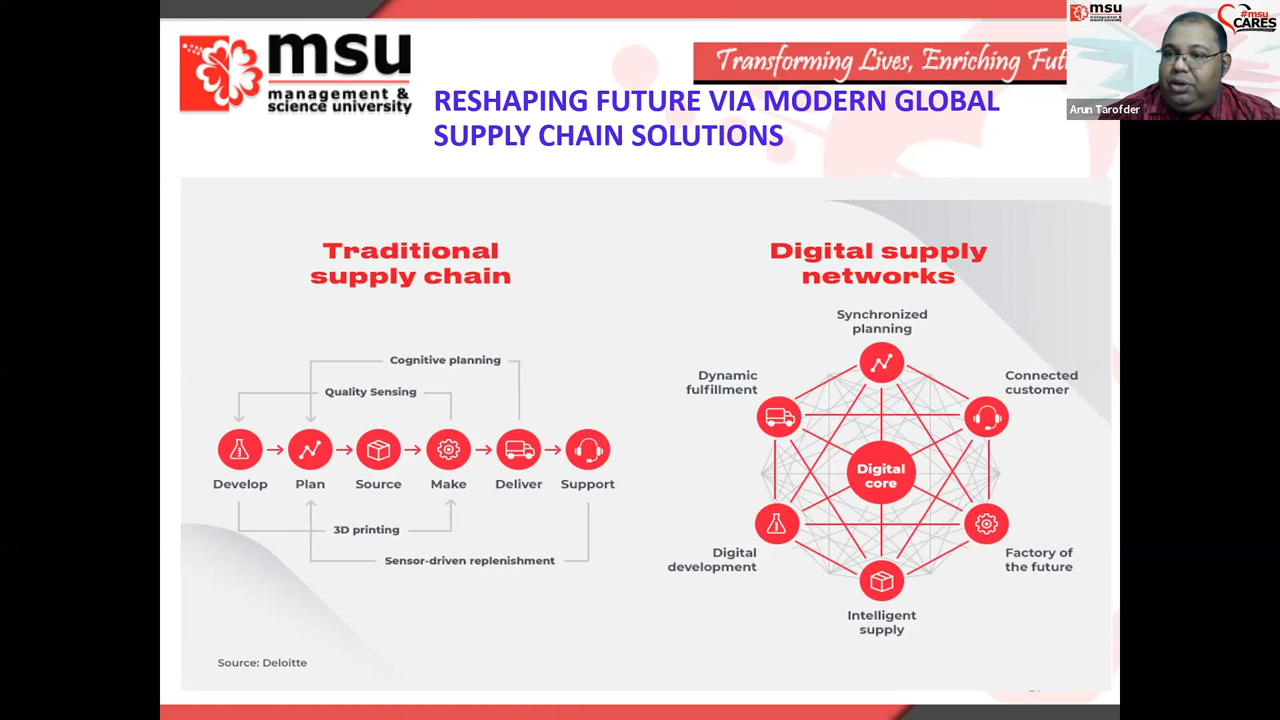 msu
management &
science university
Transforming Lives, Enriching
RESHAPING FUTURE VIA MODERN GLOBAL
SUPPLY CHAIN SOLUTIONS
msu
#msu
CARES
Arun Tarofder
Traditional
supply chain
Cognitive planning
Quality Sensing
Develop
Plan
Source
Make
Deliver
Support
3D printing
Sensor-driven replenishment
Source: Deloitte
Digital supply
networks
Synchronized
planning
Dynamic
fulfillment
Connected
customer
Digital
core
Digital
development
Factory of
the future
Intelligent
supply